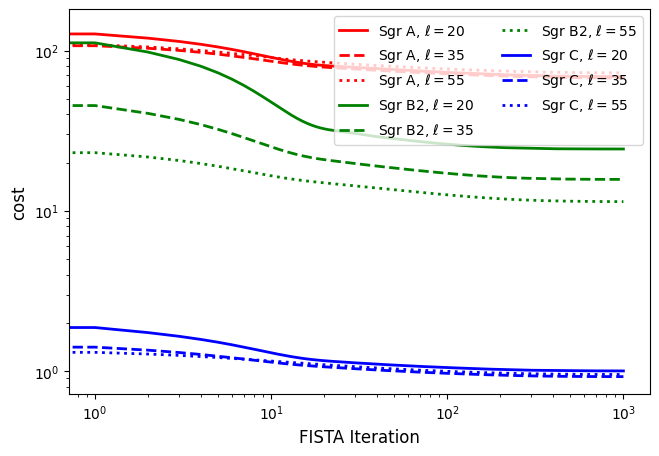 10²
10¹
10⁰
cost
Sgr A, ℓ = 20
Sgr A, ℓ = 35
Sgr A, ℓ = 55
Sgr B2, ℓ = 20
Sgr B2, ℓ = 35
Sgr B2, ℓ = 55
Sgr C, ℓ = 20
Sgr C, ℓ = 35
Sgr C, ℓ = 55
10⁰ 10¹ 10² 10³
FISTA Iteration